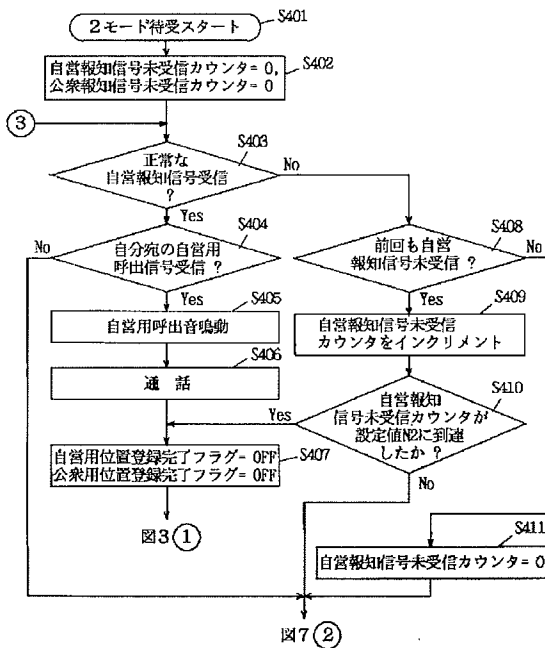 S401
2モード待受スタート
S402
自営報知信号未受信カウンタ= 0,
公衆報知信号未受信カウンタ= 0
③
S403
正常な
自営報知信号受信
?
No
Yes
S404
自分宛の自営用
呼出信号受信 ?
No
Yes
S405
自営用呼出音鳴動
S406
通 話
S407
自営用位置登録完了フラグ= OFF
公衆用位置登録完了フラグ= OFF
図3 ①
S408
前回も自営
報知信号未受信 ?
No
Yes
S409
自営報知信号未受信
カウンタをインクリメント
S410
自営報知
信号未受信カウンタが
設定値N2に到達
したか ?
Yes
No
S411
自営報知信号未受信カウンタ= 0
図7 ②